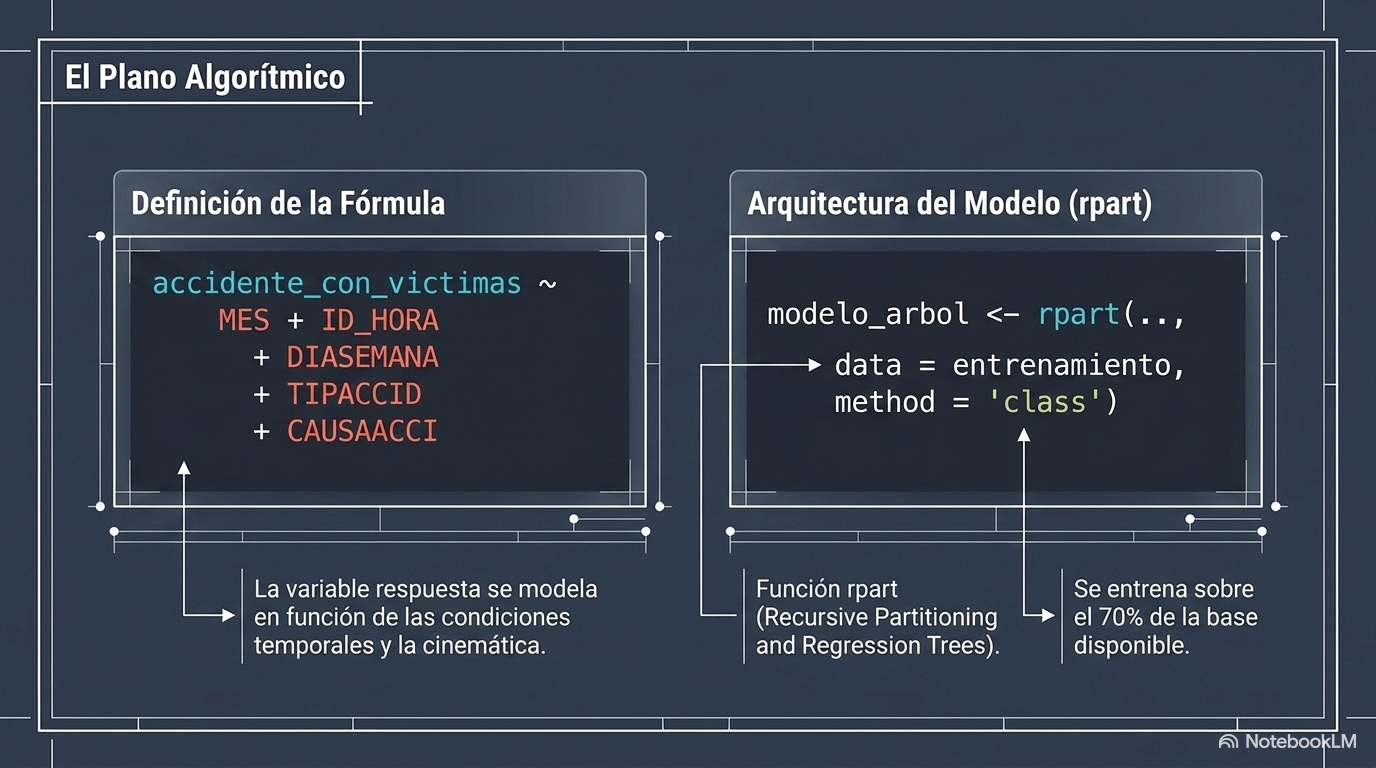 El Plano Algorítmico
Definición de la Fórmula
accidente_con_victimas ~
MES + ID_HORA
+ DIASEMANA
+ TIPACCID
+ CAUSAACCI
La variable respuesta se modela
en función de las condiciones
temporales y la cinemática.
Arquitectura del Modelo (rpart)
modelo_arbol <- rpart(..,
data = entrenamiento,
method = 'class')
Función rpart
(Recursive Partitioning
and Regression Trees).
Se entrena sobre
el 70% de la base
disponible.
NotebookLM